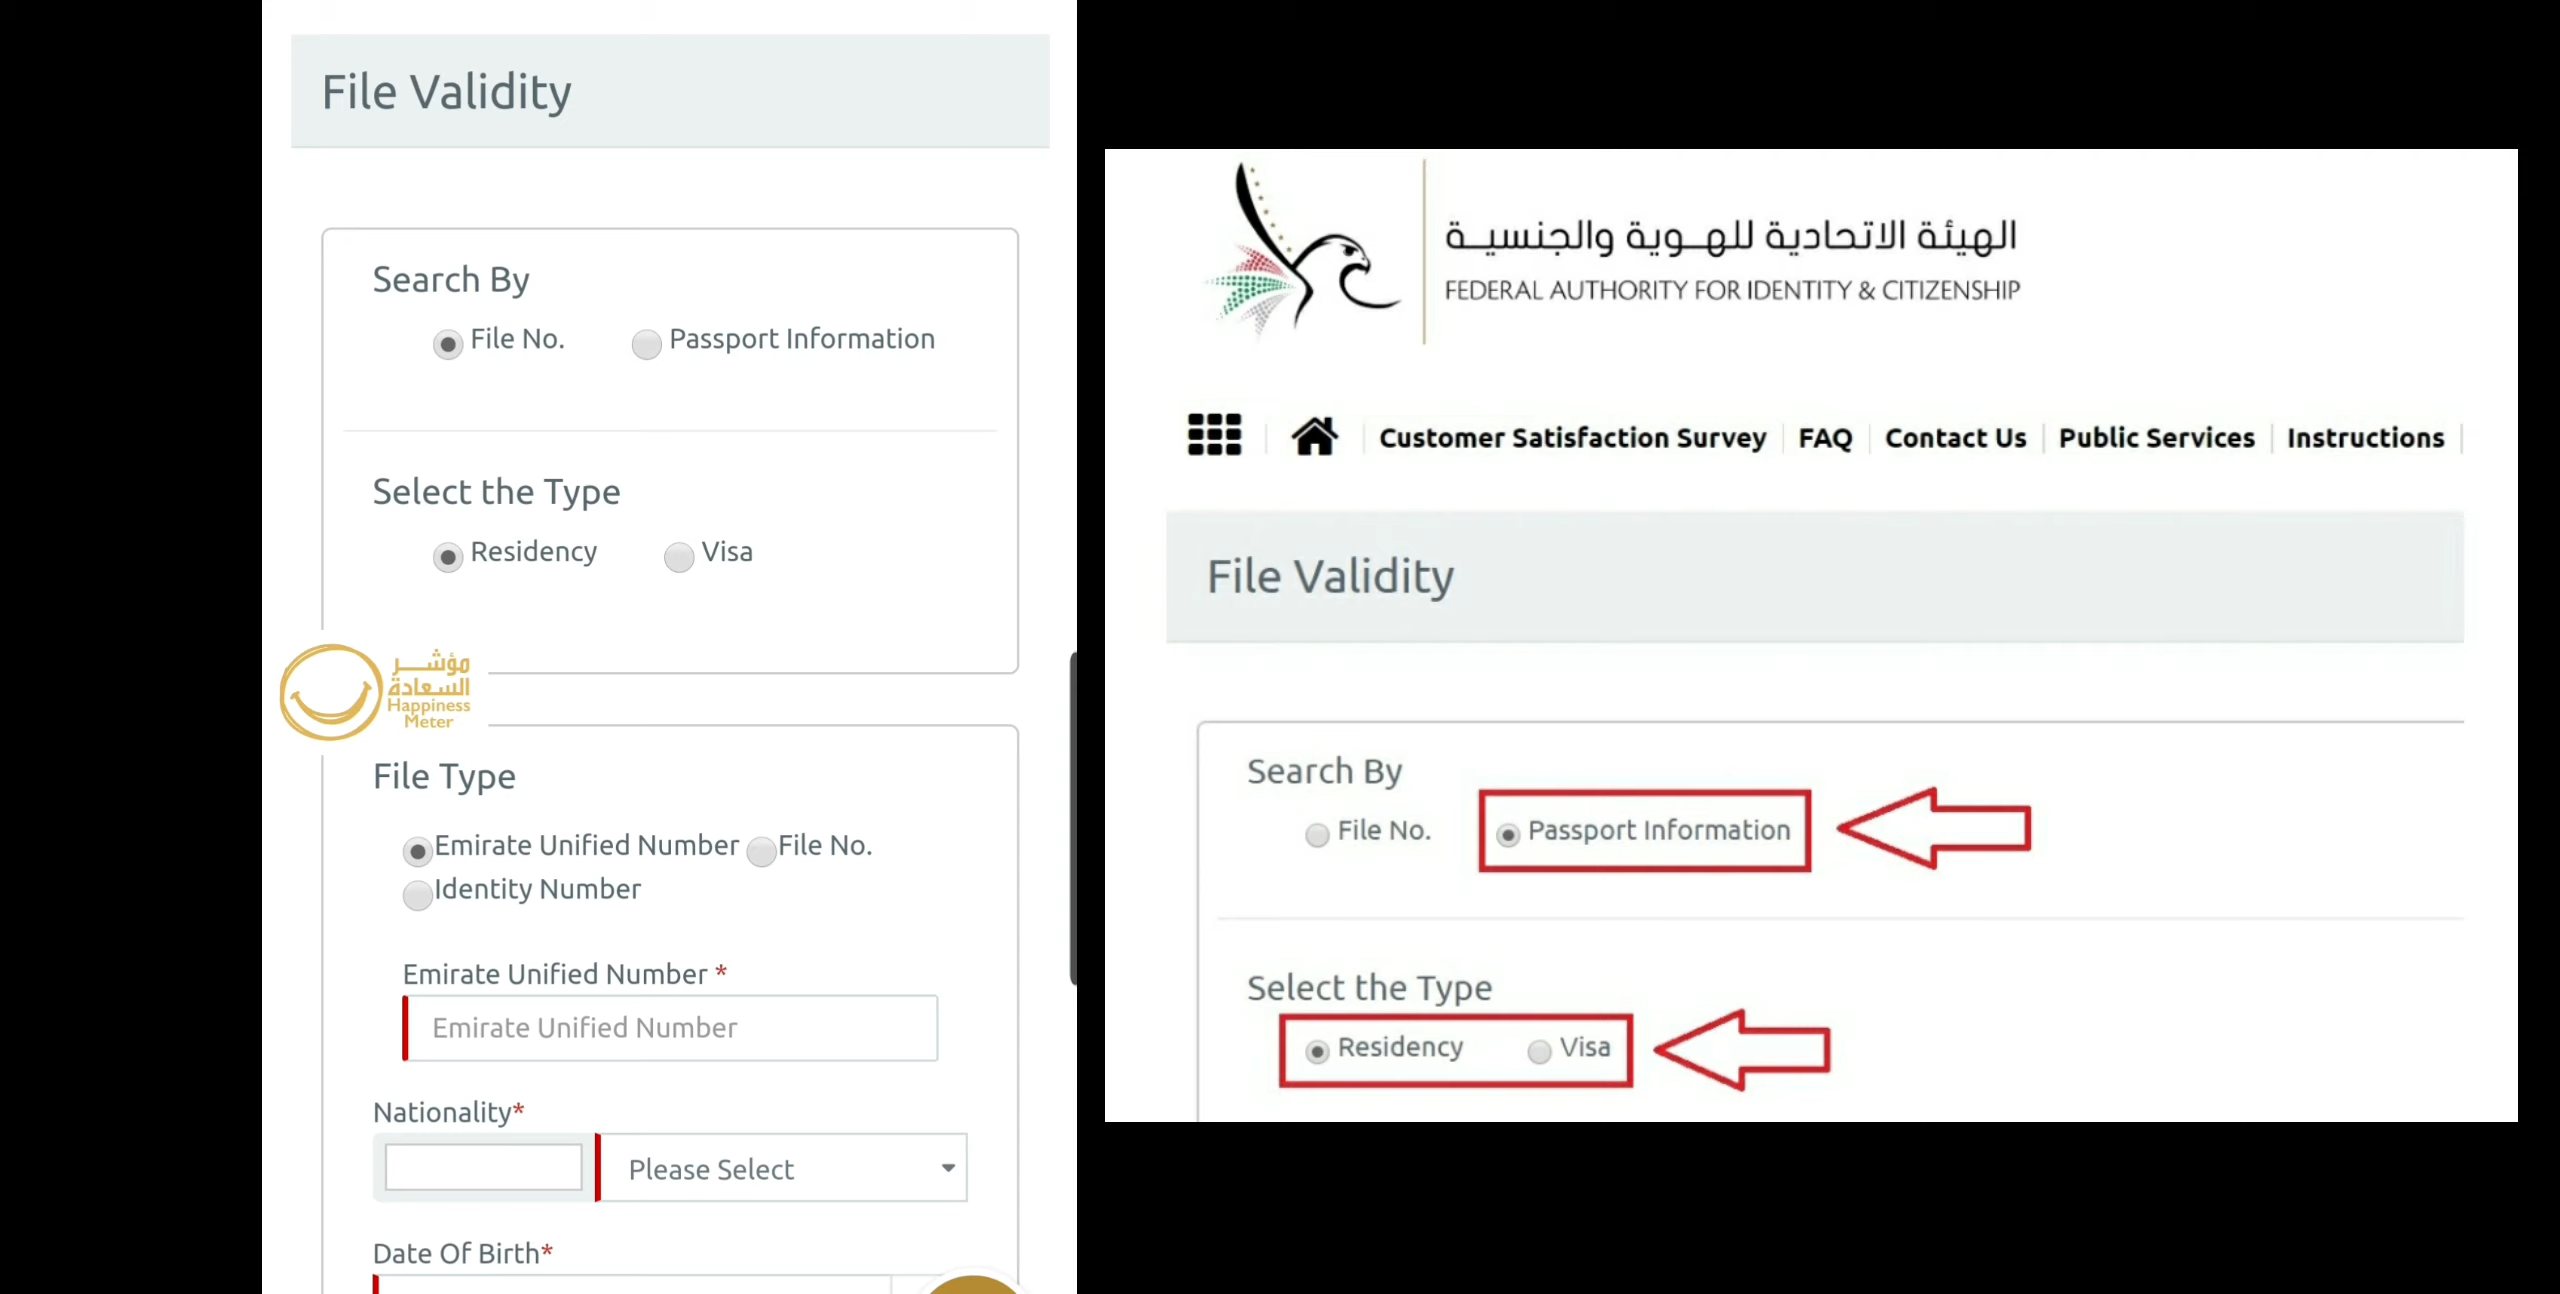 File Validity
Search By
File No.
Passport Information
Select the Type
Residency
Visa
مؤشر
السعادة
Happiness
Meter
File Type
Emirate Unified Number
File No.
Identity Number
Emirate Unified Number *
Emirate Unified Number
Nationality*
Please Select
Date Of Birth*
الهيئة الاتحادية للهوية والجنسية
FEDERAL AUTHORITY FOR IDENTITY & CITIZENSHIP
Customer Satisfaction Survey
FAQ
Contact Us
Public Services
Instructions
File Validity
Search By
File No.
Passport Information
Select the Type
Residency
Visa